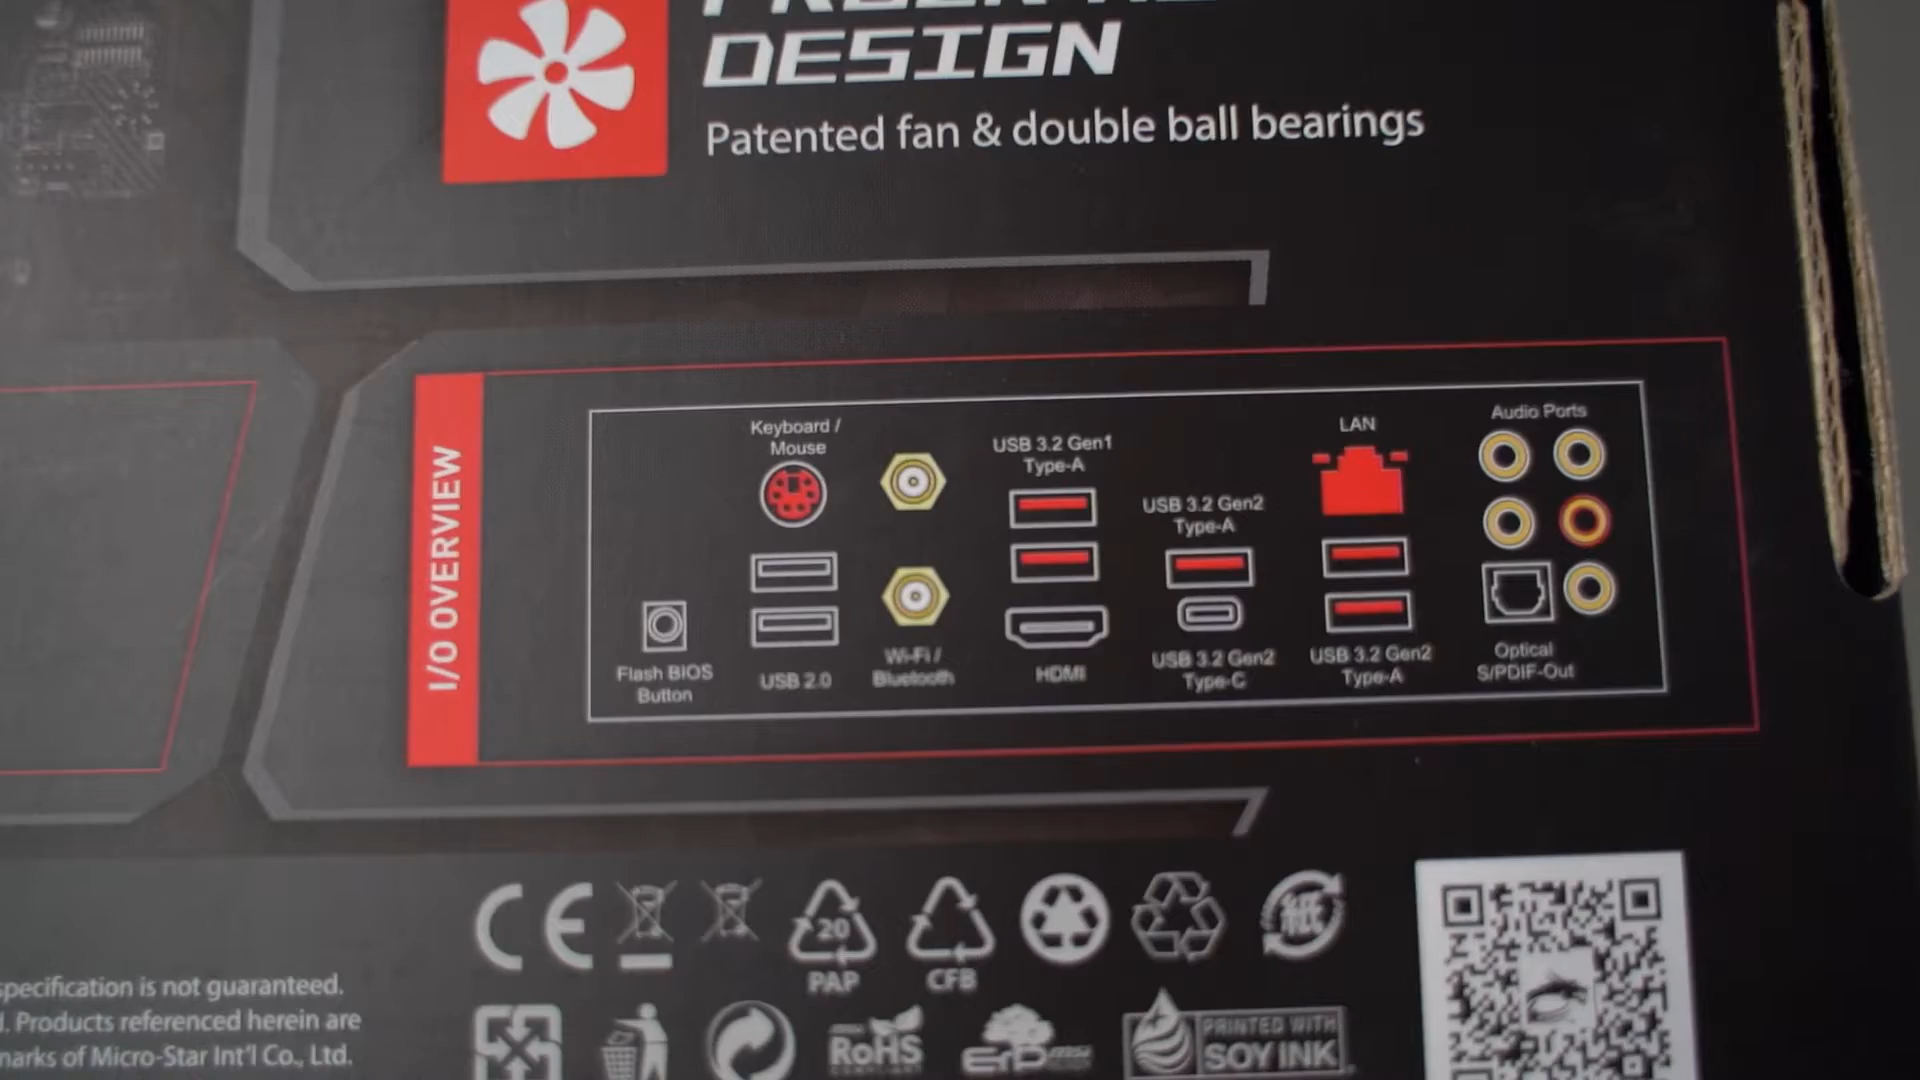 DESIGN
Patented fan & double ball bearings
I/O OVERVIEW
Keyboard /
Mouse
Flash BIOS
Button
USB 2.0
Wi-Fi /
Bluetooth
USB 3.2 Gen1
Type-A
HDMI
USB 3.2 Gen2
Type-A
USB 3.2 Gen2
Type-C
LAN
USB 3.2 Gen2
Type-A
Audio Ports
Optical
S/PDIF-Out
CE
20
PAP
CFB
紙
specification is not guaranteed.
. Products referenced herein are
marks of Micro-Star Int'l Co., Ltd.
RoHS
ErP
PRINTED WITH
SOY INK